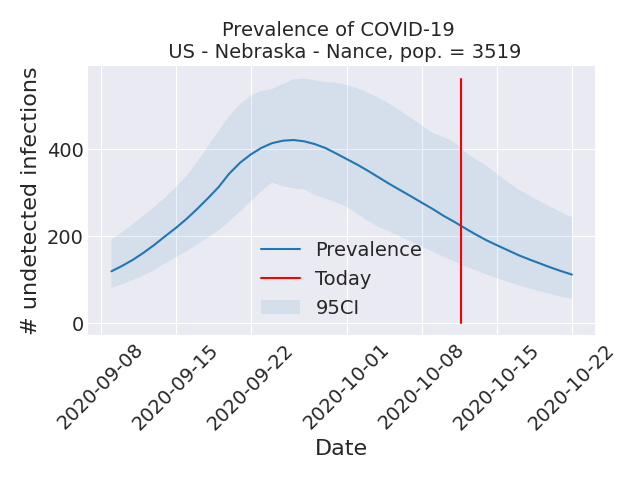 Prevalence of COVID-19
US - Nebraska - Nance, pop. = 3519
# undetected infections
400
200
0
Prevalence
Today
95CI
2020-09-08
2020-09-15
2020-09-22
2020-10-01
2020-10-08
2020-10-15
2020-10-22
Date